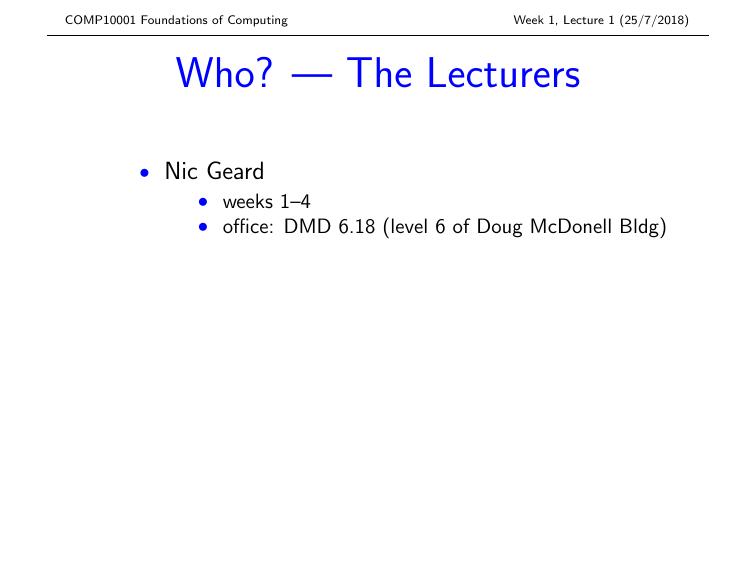 COMP10001 Foundations of Computing Week 1, Lecture 1 (25/7/2018)
Who? — The Lecturers
• Nic Geard
• weeks 1–4
• office: DMD 6.18 (level 6 of Doug McDonell Bldg)